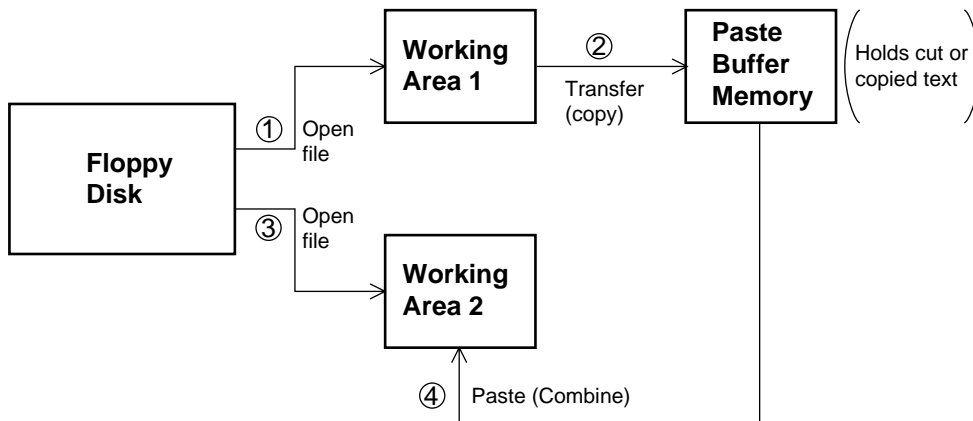 Floppy
Disk
①
Open
file
Working
Area 1
②
Transfer
(copy)
Paste
Buffer
Memory
Holds cut or
copied text
③
Open
file
Working
Area 2
④
Paste (Combine)